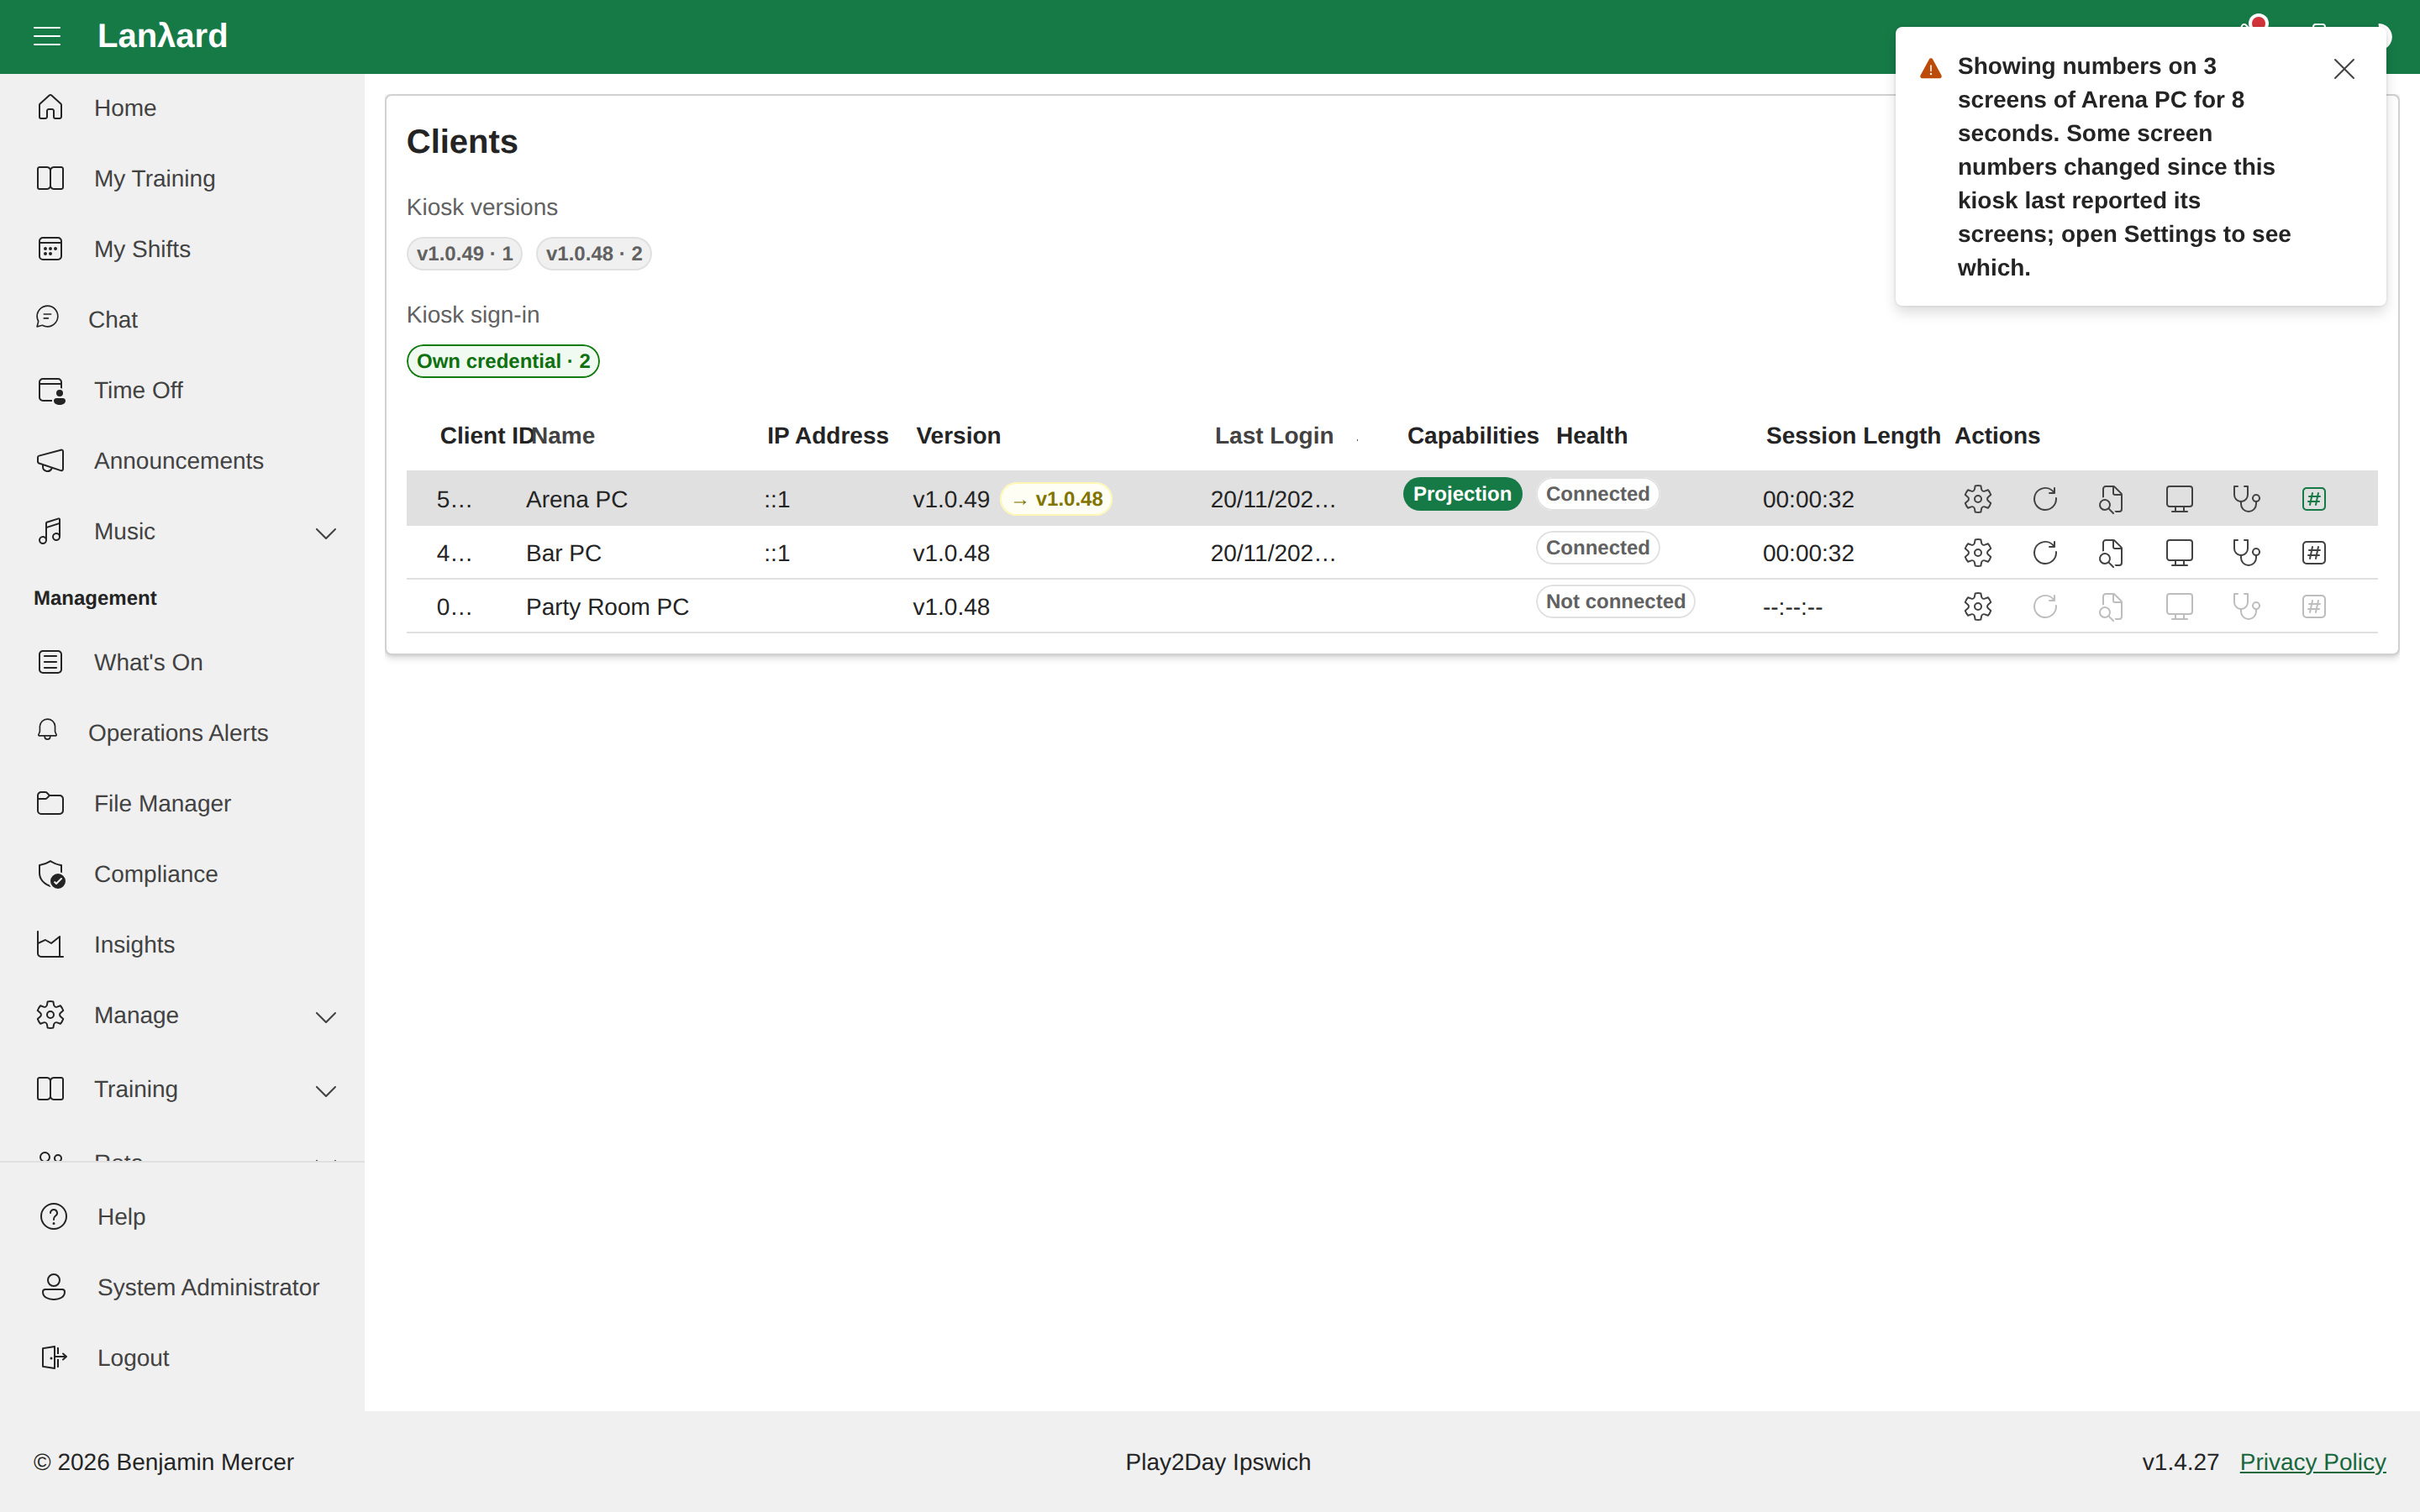 Lanλard
Showing numbers on 3
screens of Arena PC for 8
seconds. Some screen
numbers changed since this
kiosk last reported its
screens; open Settings to see
which.
Home
My Training
My Shifts
Chat
Time Off
Announcements
Music
Management
What's On
Operations Alerts
File Manager
Compliance
Insights
Manage
Training
Help
System Administrator
Logout
Clients
Kiosk versions
v1.0.49 · 1 v1.0.48 · 2
Kiosk sign-in
Own credential · 2
Client ID Name IP Address Version Last Login Capabilities Health Session Length Actions
5… Arena PC ::1 v1.0.49 → v1.0.48 20/11/202… Projection Connected 00:00:32
4… Bar PC ::1 v1.0.48 20/11/202… Connected 00:00:32
0… Party Room PC v1.0.48 Not connected --:--:--
© 2026 Benjamin Mercer Play2Day Ipswich v1.4.27 Privacy Policy